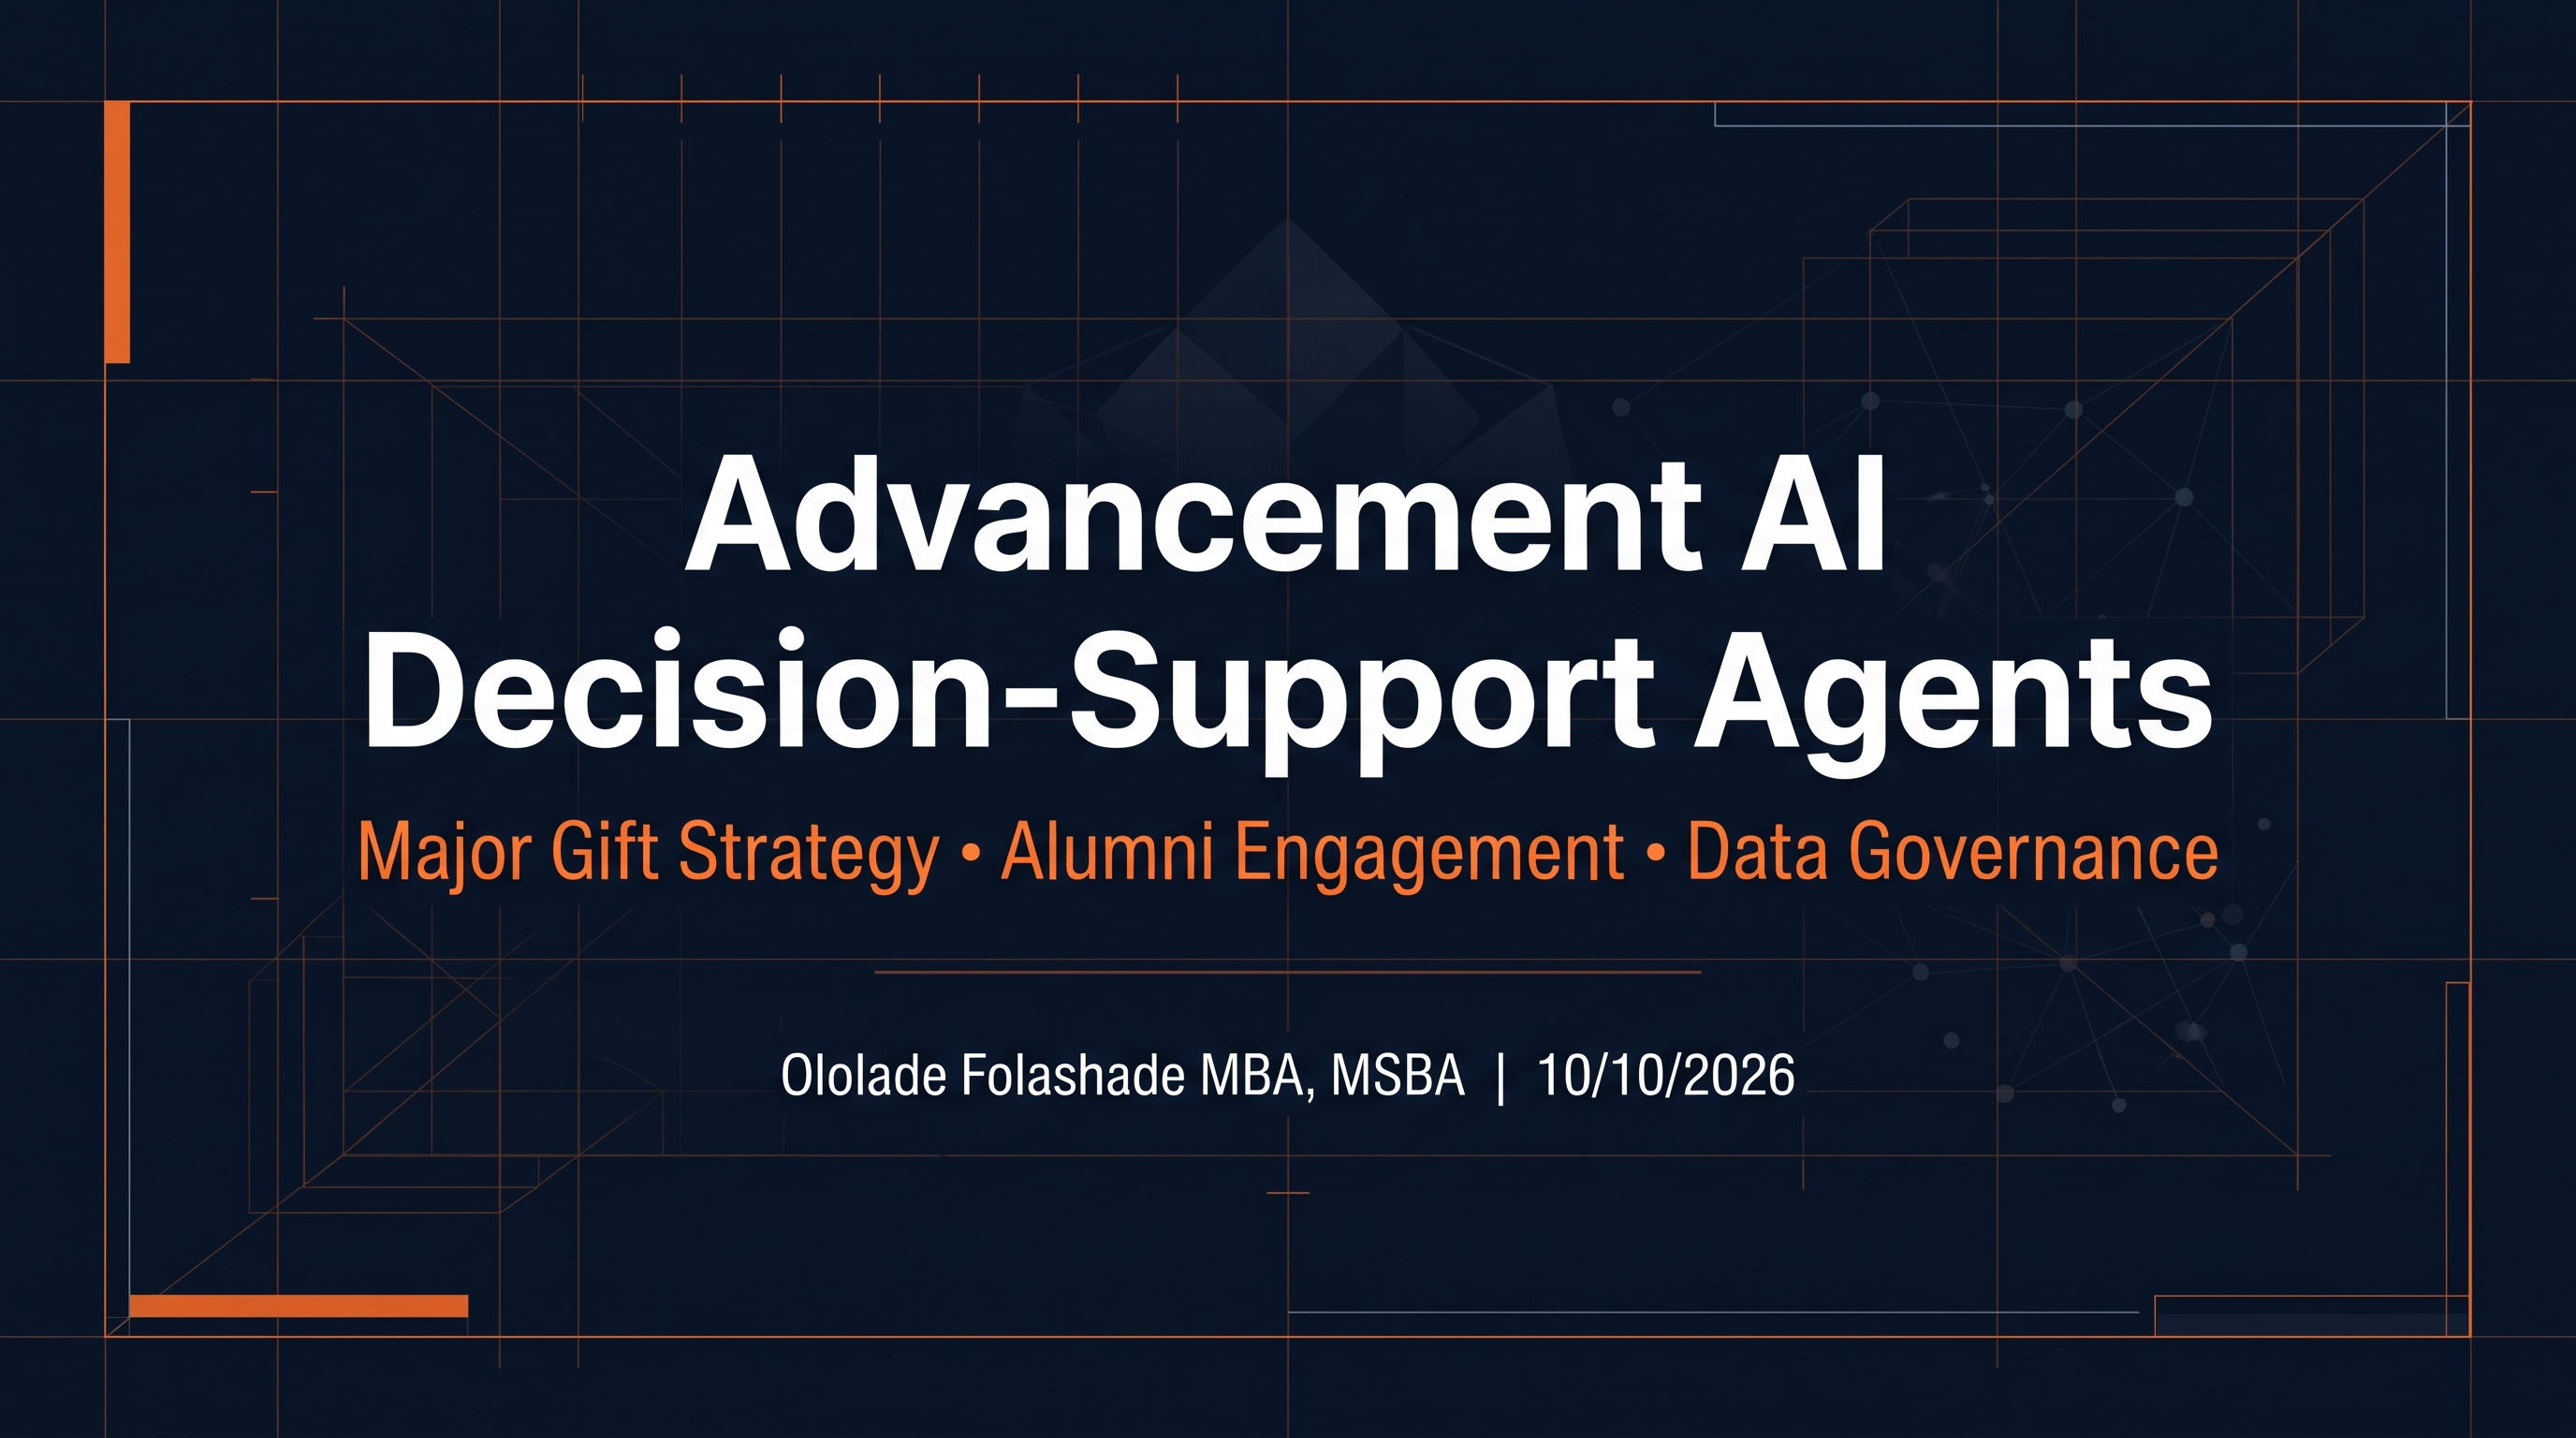 Advancement AI
Decision-Support Agents
Major Gift Strategy • Alumni Engagement • Data Governance
Ololade Folashade MBA, MSBA | 10/10/2026